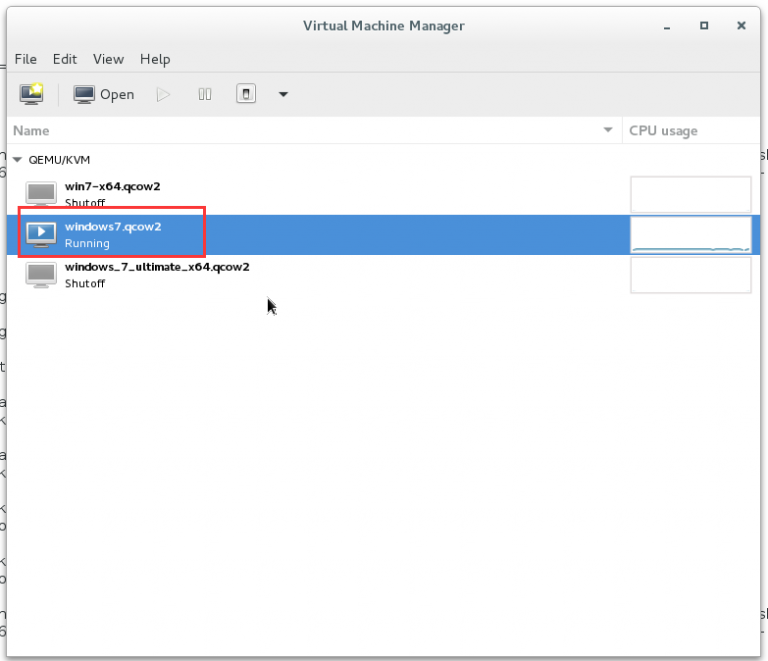 Virtual Machine Manager
File Edit View Help
Open
Name CPU usage
QEMU/KVM
win7-x64.qcow2
Shutoff
windows7.qcow2
Running
windows_7_ultimate_x64.qcow2
Shutoff